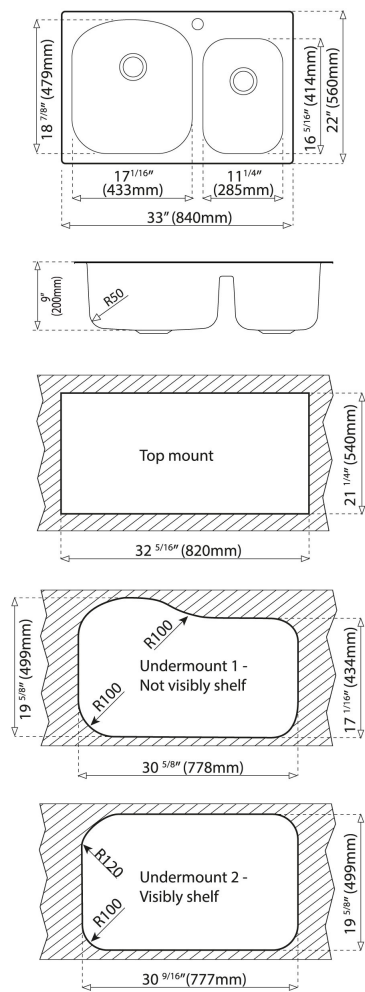 18 7/8″ (479mm)
16 5/16″ (414mm)
22″ (560mm)
17 1/16″
(433mm)
11 1/4″
(285mm)
33″ (840mm)
9″
(200mm)
R50
Top mount
21 1/4″ (540mm)
32 5/16″ (820mm)
R100
19 5/8″ (499mm)
Undermount 1 -
Not visibly shelf
17 1/16″ (434mm)
R100
30 5/8″ (778mm)
R120
Undermount 2 -
Visibly shelf
19 5/8″ (499mm)
R100
30 9/16″(777mm)